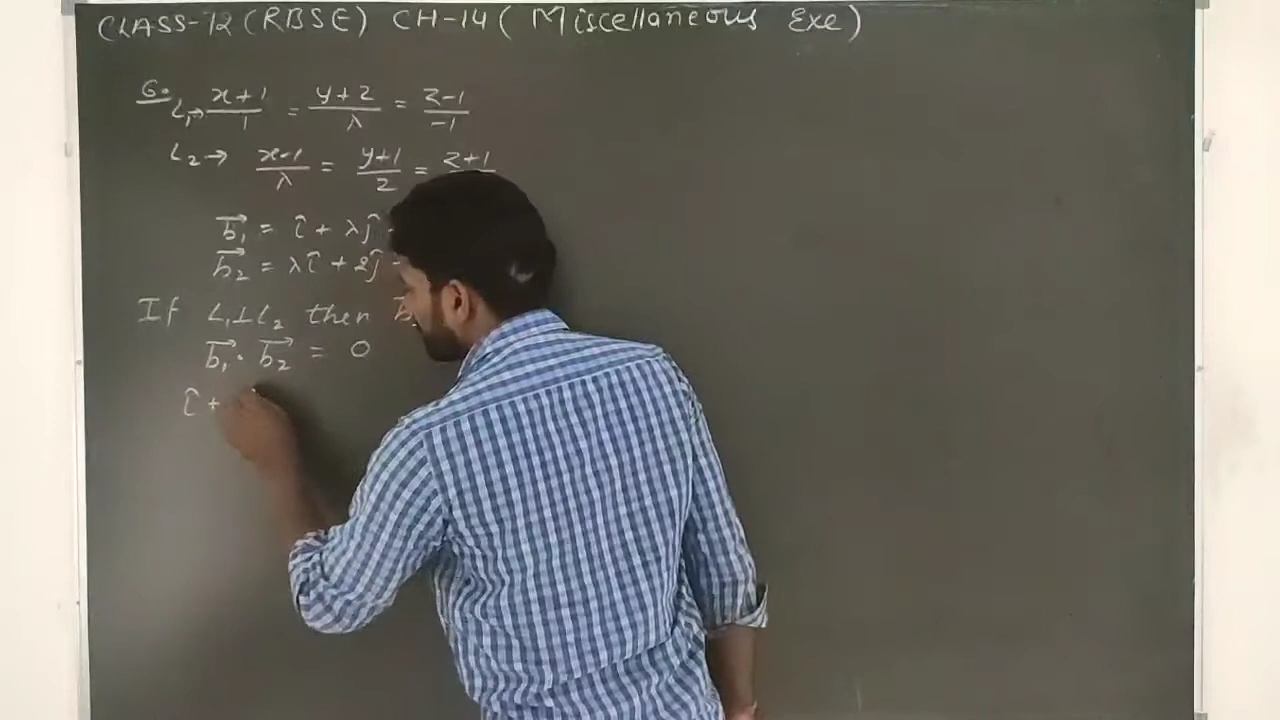 CLASS-12 (RBSE) CH-14 ( Miscellaneous Exe )
6. L₁→ x+1/1 = y+2/λ = z-1/-1
L₂→ x-1/λ = y+1/2 = z+1
b₁ = î + λĵ
b₂ = λî + 2ĵ -
If L₁⊥L₂ then b
b₁ · b₂ = 0
î +